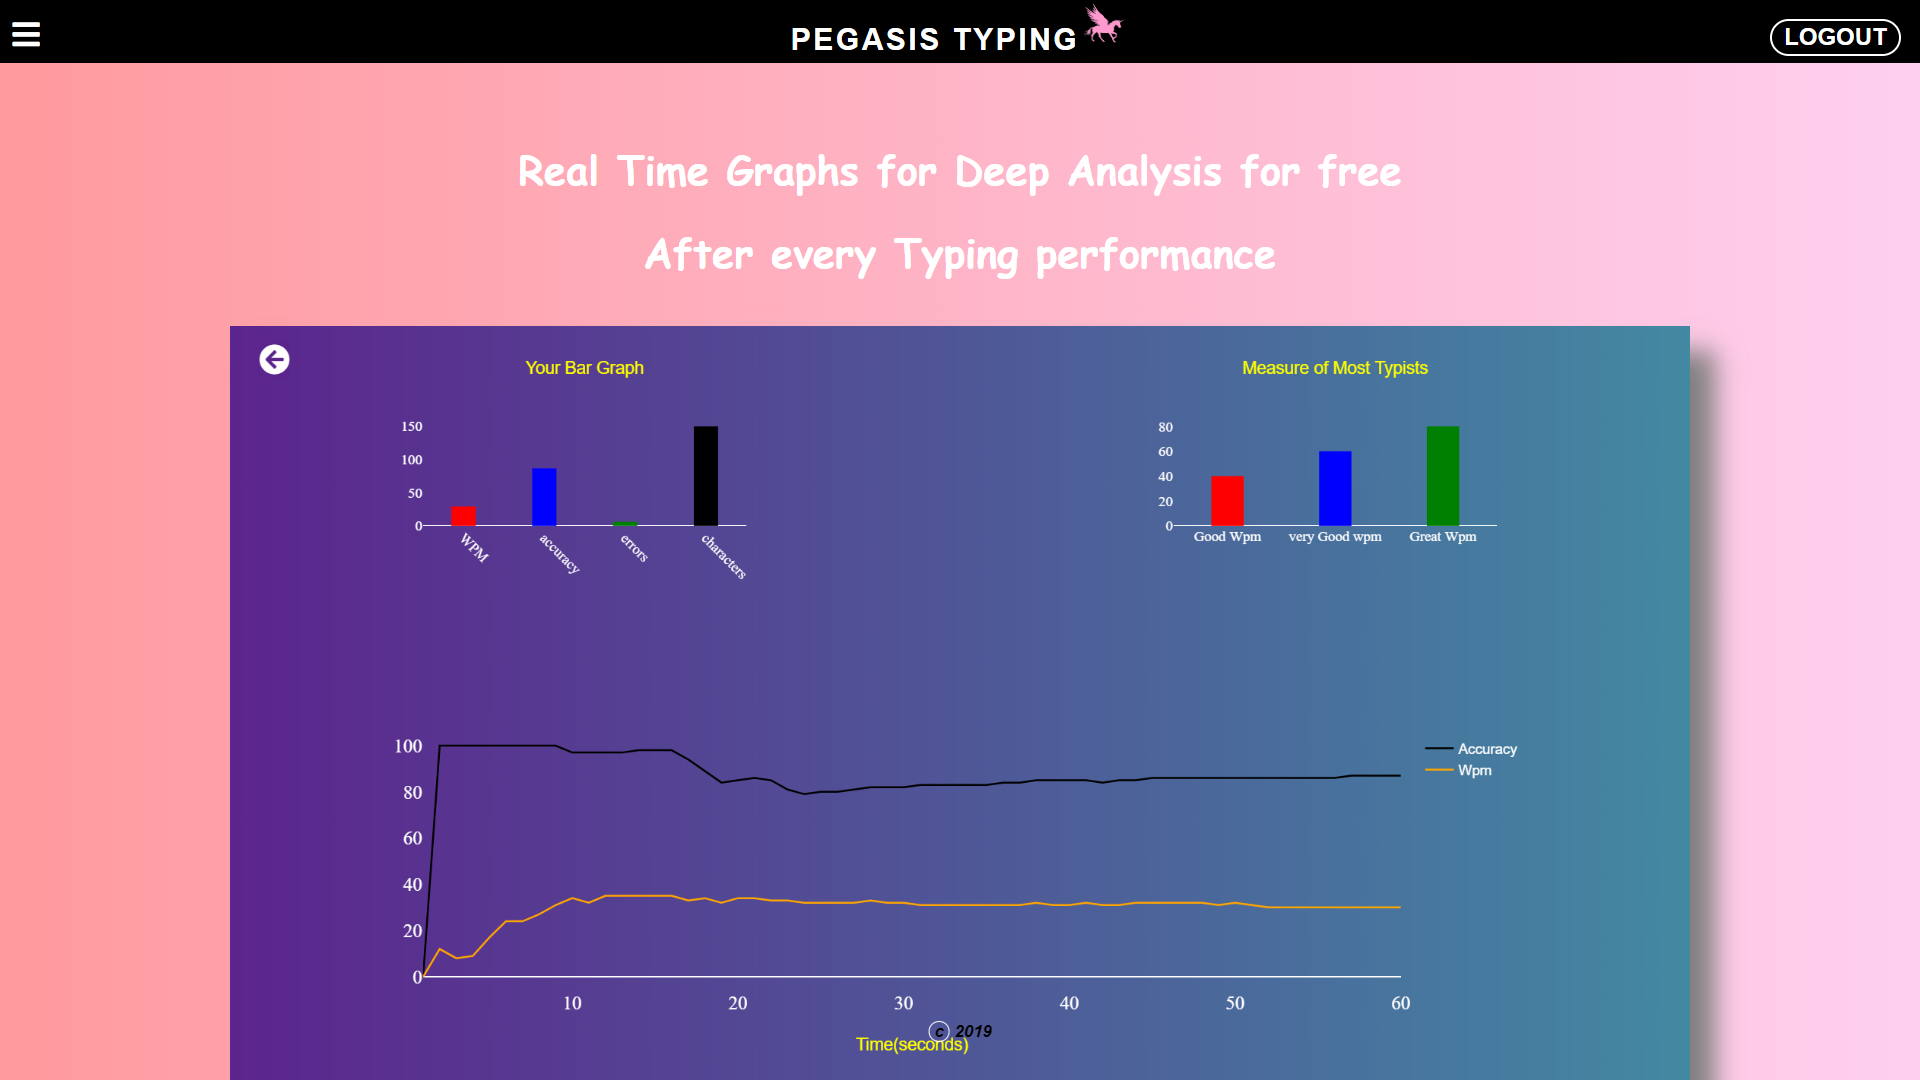 PEGASIS TYPING
LOGOUT
Real Time Graphs for Deep Analysis for free
After every Typing performance
Your Bar Graph
150
100
50
0
WPM
accuracy
errors
characters
Measure of Most Typists
80
60
40
20
0
Good Wpm
very Good wpm
Great Wpm
100
80
60
40
20
0
10
20
30
40
50
60
Accuracy
Wpm
c 2019
Time(seconds)